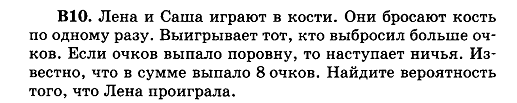 В10. Лена и Саша играют в кости. Они бросают кость
по одному разу. Выигрывает тот, кто выбросил больше оч-
ков. Если очков выпало поровну, то наступает ничья. Из-
вестно, что в сумме выпало 8 очков. Найдите вероятность
того, что Лена проиграла.